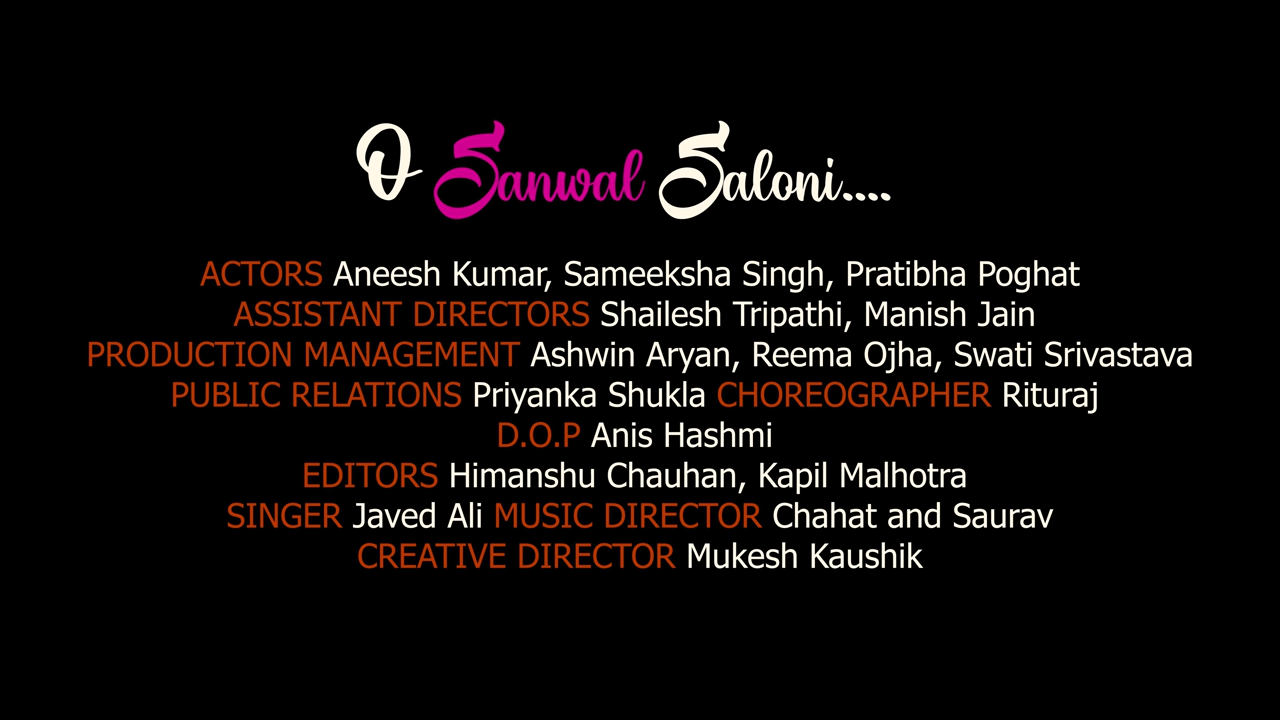 O Sanwal Saloni....
ACTORS Aneesh Kumar, Sameeksha Singh, Pratibha Poghat
ASSISTANT DIRECTORS Shailesh Tripathi, Manish Jain
PRODUCTION MANAGEMENT Ashwin Aryan, Reema Ojha, Swati Srivastava
PUBLIC RELATIONS Priyanka Shukla CHOREOGRAPHER Rituraj
D.O.P Anis Hashmi
EDITORS Himanshu Chauhan, Kapil Malhotra
SINGER Javed Ali MUSIC DIRECTOR Chahat and Saurav
CREATIVE DIRECTOR Mukesh Kaushik